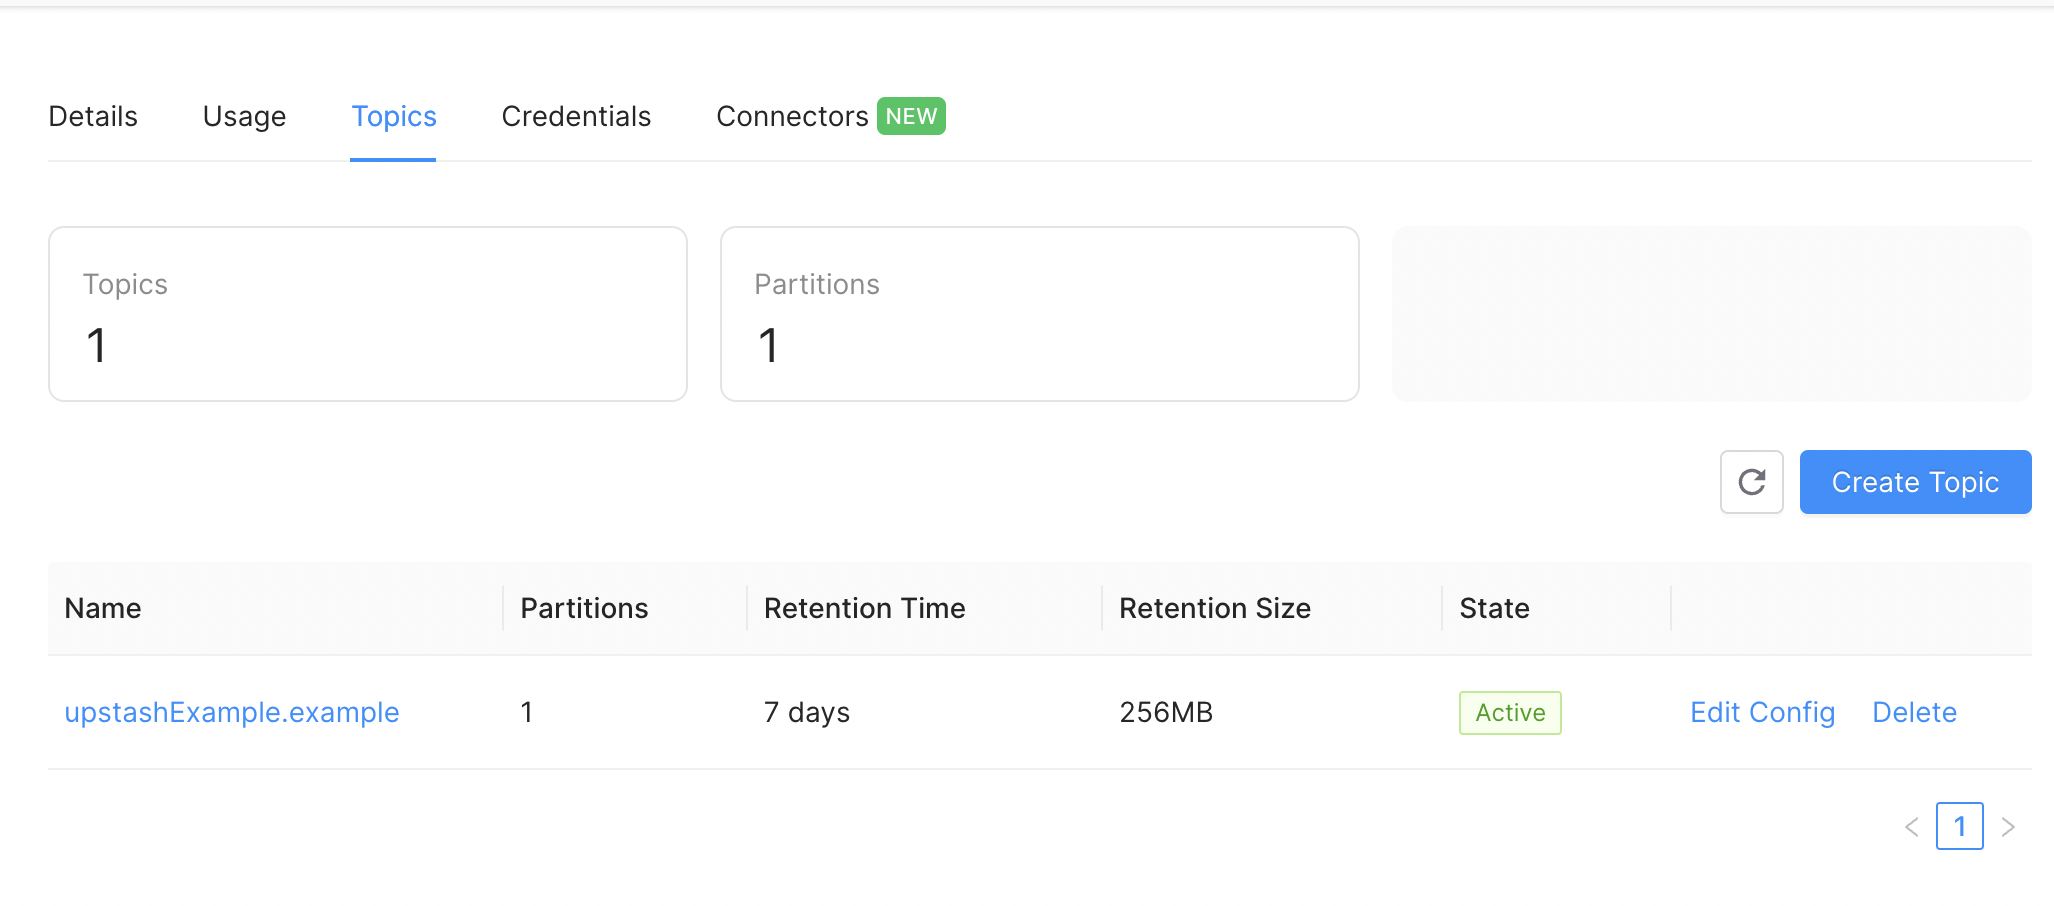 Details Usage Topics Credentials Connectors NEW
Topics
1
Partitions
1
Create Topic
Name Partitions Retention Time Retention Size State
upstashExample.example 1 7 days 256MB Active Edit Config Delete
< 1 >